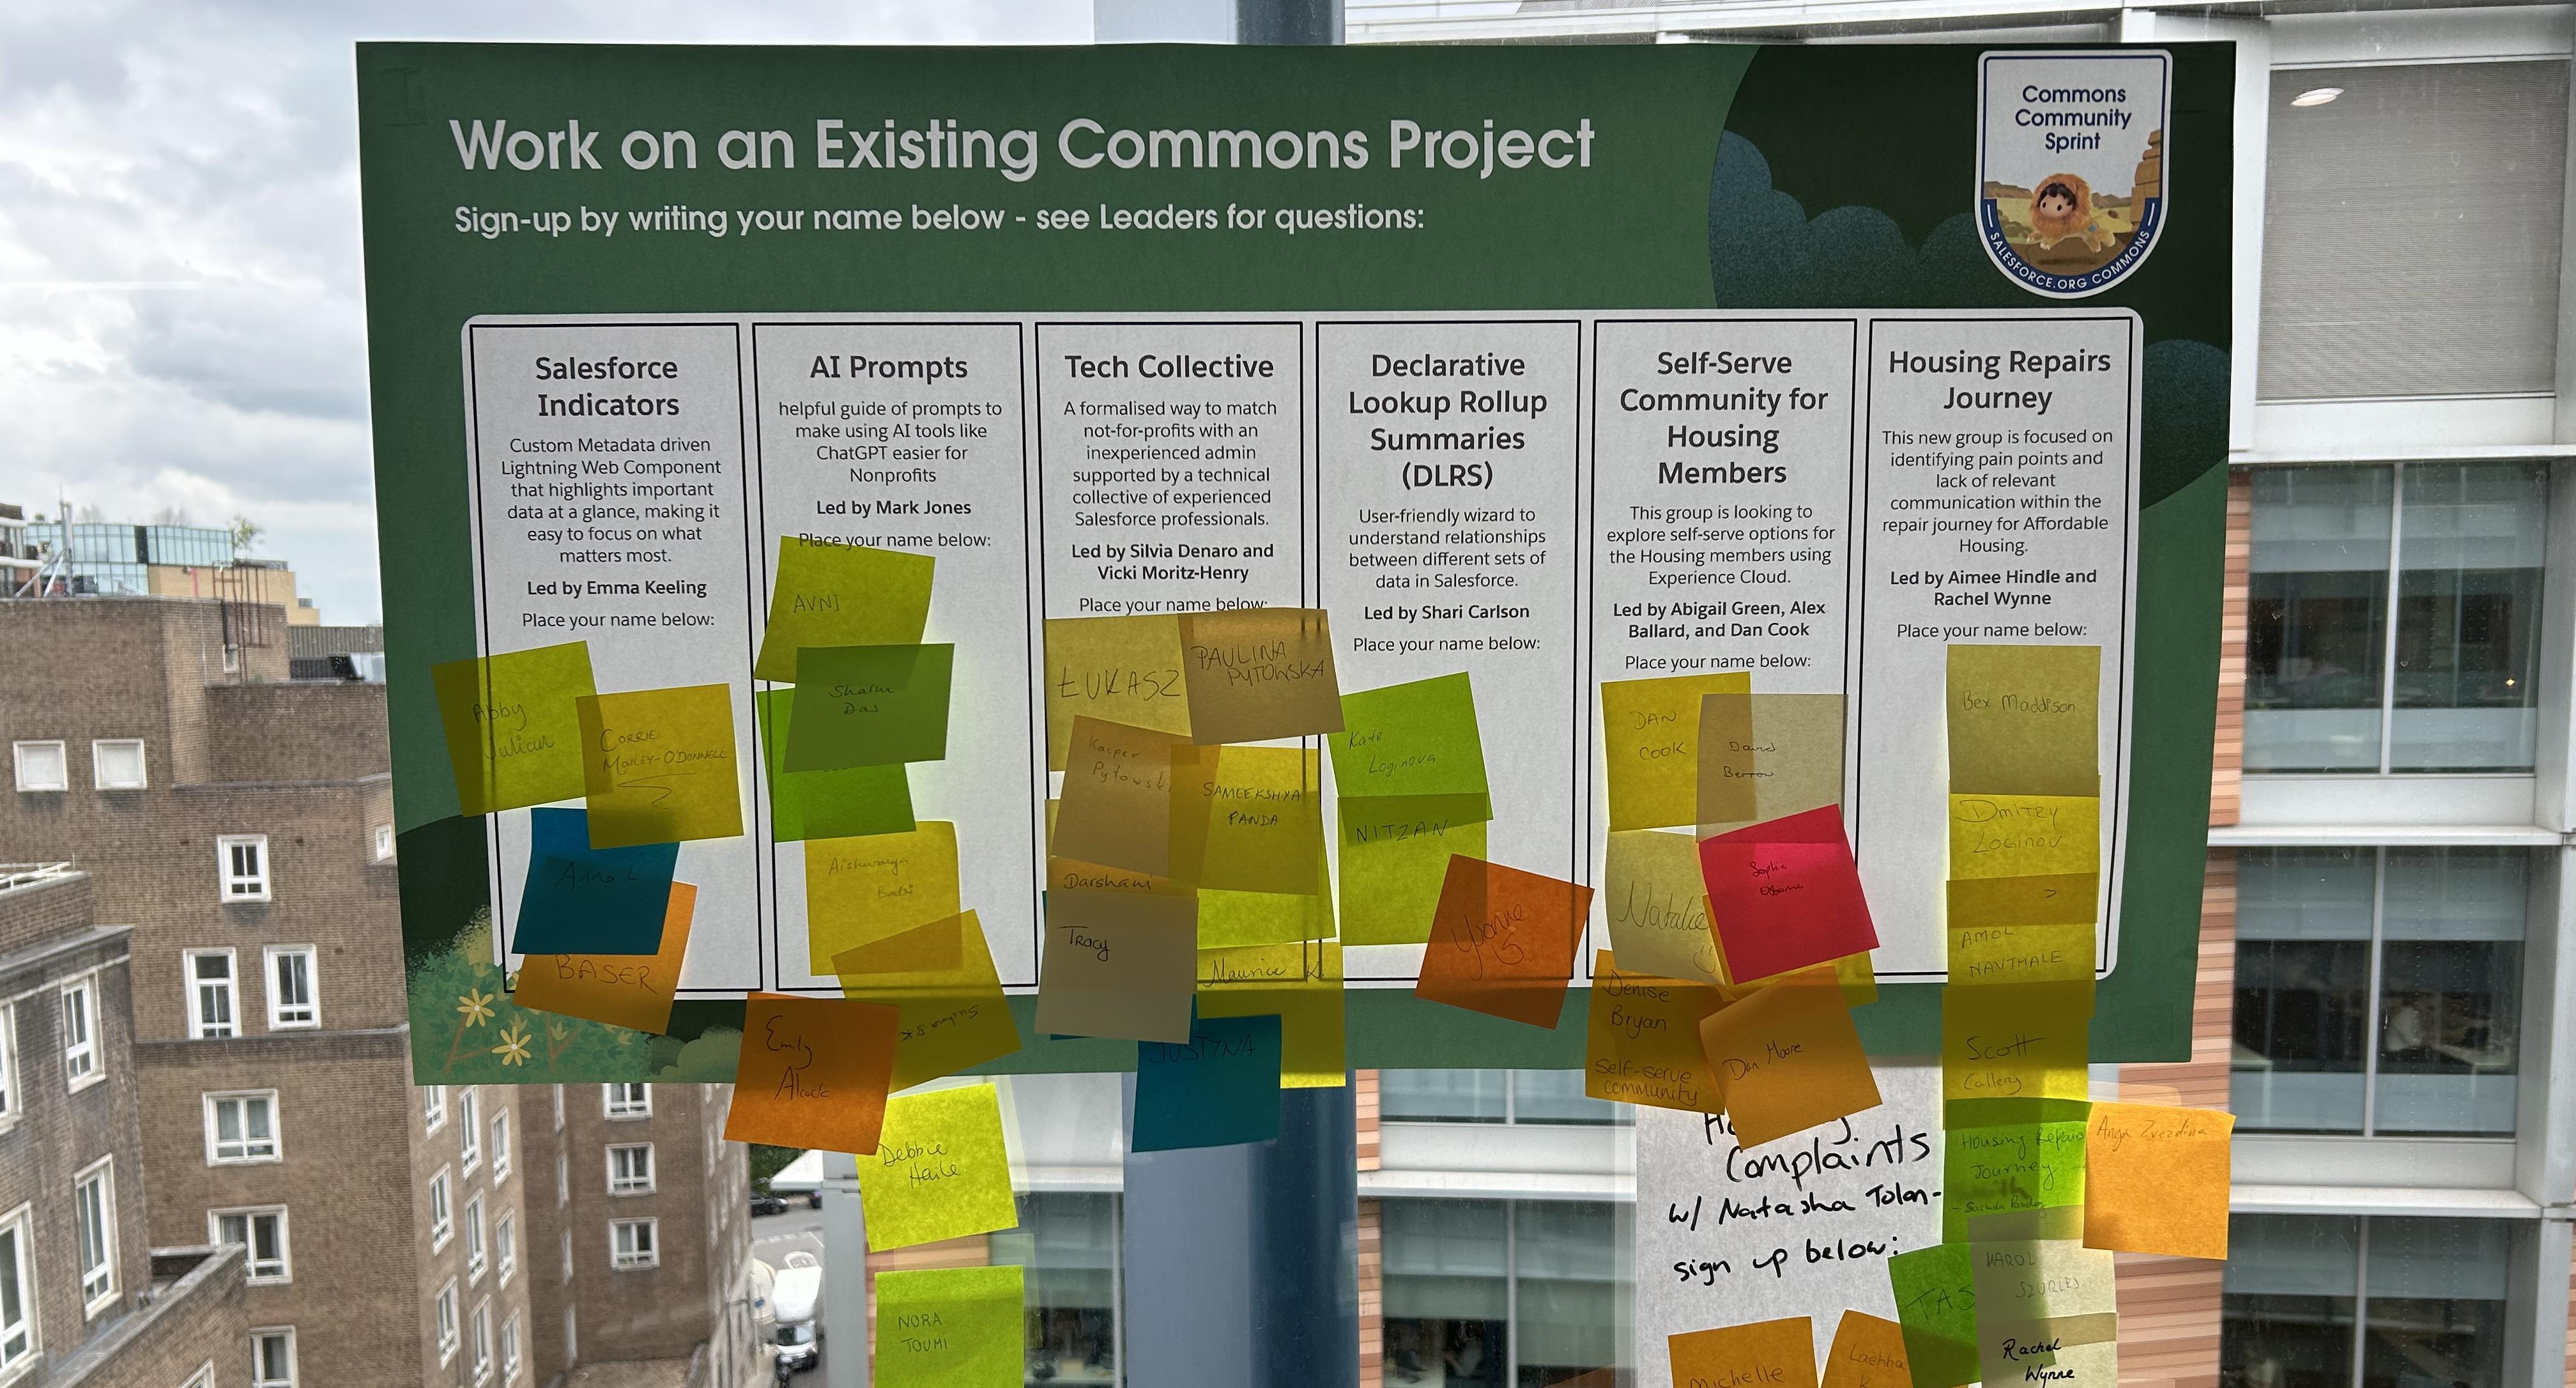 Work on an Existing Commons Project
Sign-up by writing your name below - see Leaders for questions:
Commons
Community
Sprint
SALESFORCE.ORG COMMONS
Salesforce
Indicators
Custom Metadata driven
Lightning Web Component
that highlights important
data at a glance, making it
easy to focus on what
matters most.
Led by Emma Keeling
Place your name below:
Abby
Julian
CORRIE
MOSLEY-O'DONNELL
Anna L
BASER
AI Prompts
helpful guide of prompts to
make using AI tools like
ChatGPT easier for
Nonprofits
Led by Mark Jones
Place your name below:
AVNI
Sharm
Das
Aishwarya
Emily
Debbie
Haile
NORA
TOUMI
Tech Collective
A formalised way to match
not-for-profits with an
inexperienced admin
supported by a technical
collective of experienced
Salesforce professionals.
Led by Silvia Denaro and
Vicki Moritz-Henry
Place your name below:
ŁUKASZ
PAULINA
PYTOWSKA
Kacper
Pytowski
SAMEEKSHYA
PANDA
Darshani
Tracy
Maurice K
JUSTYNA
Declarative
Lookup Rollup
Summaries
(DLRS)
User-friendly wizard to
understand relationships
between different sets of
data in Salesforce.
Led by Shari Carlson
Place your name below:
Kate
Loginova
NITZAN
Yvonne
Self-Serve
Community for
Housing
Members
This group is looking to
explore self-serve options for
the Housing members using
Experience Cloud.
Led by Abigail Green, Alex
Ballard, and Dan Cook
Place your name below:
DAN
COOK
David
Berrow
Natalie
Sophie
Osborne
Denise
Bryan
Self-serve
community
Dan Moore
Complaints
w/ Natasha Tolan-
sign up below:
Michelle
Housing Repairs
Journey
This new group is focused on
identifying pain points and
lack of relevant
communication within the
repair journey for Affordable
Housing.
Led by Aimee Hindle and
Rachel Wynne
Place your name below:
Bex Maddison
Dmitry
Loginov
AMOL
NAVTHALE
Scott
Callery
Housing Repairs
Journey
Anya Zvezdina
KAROL
SZURLEJ
TAS
Rachel
Wynne